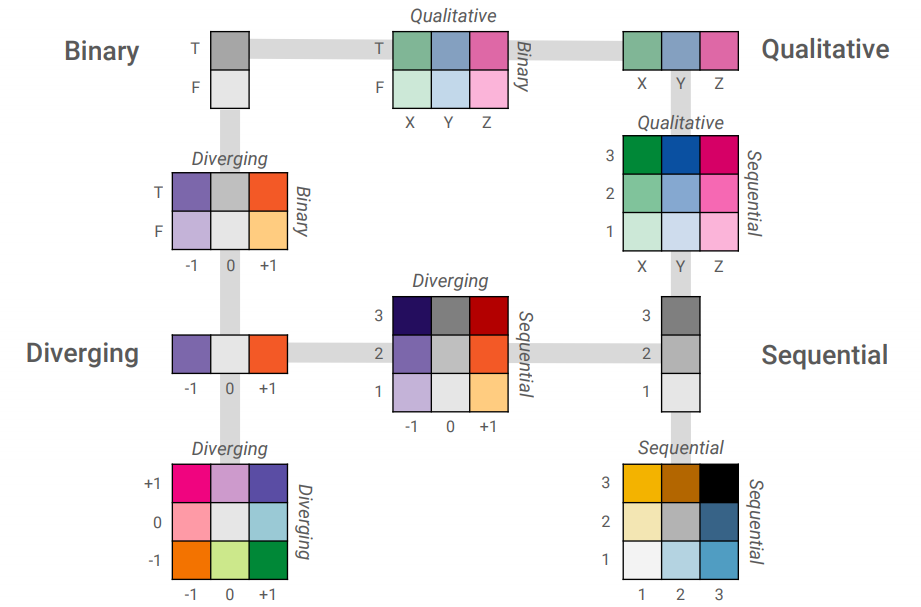 Qualitative
Binary
T
T
Binary
Qualitative
F
F
X Y Z
X Y Z
Qualitative
Diverging
3
Sequential
T
Binary
2
F
1
-1 0 +1
X Y Z
Diverging
3
Sequential
3
Diverging
2
2
Sequential
1
1
-1 0 +1
-1 0 +1
Diverging
Sequential
+1
Diverging
3
Sequential
0
2
-1
1
-1 0 +1
1 2 3